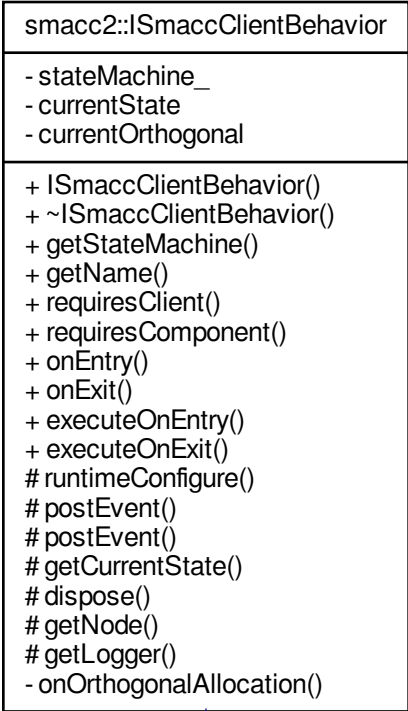 smacc2::ISmaccClientBehavior
- stateMachine_
- currentState
- currentOrthogonal
+ ISmaccClientBehavior()
+ ~ISmaccClientBehavior()
+ getStateMachine()
+ getName()
+ requiresClient()
+ requiresComponent()
+ onEntry()
+ onExit()
+ executeOnEntry()
+ executeOnExit()
# runtimeConfigure()
# postEvent()
# postEvent()
# getCurrentState()
# dispose()
# getNode()
# getLogger()
- onOrthogonalAllocation()